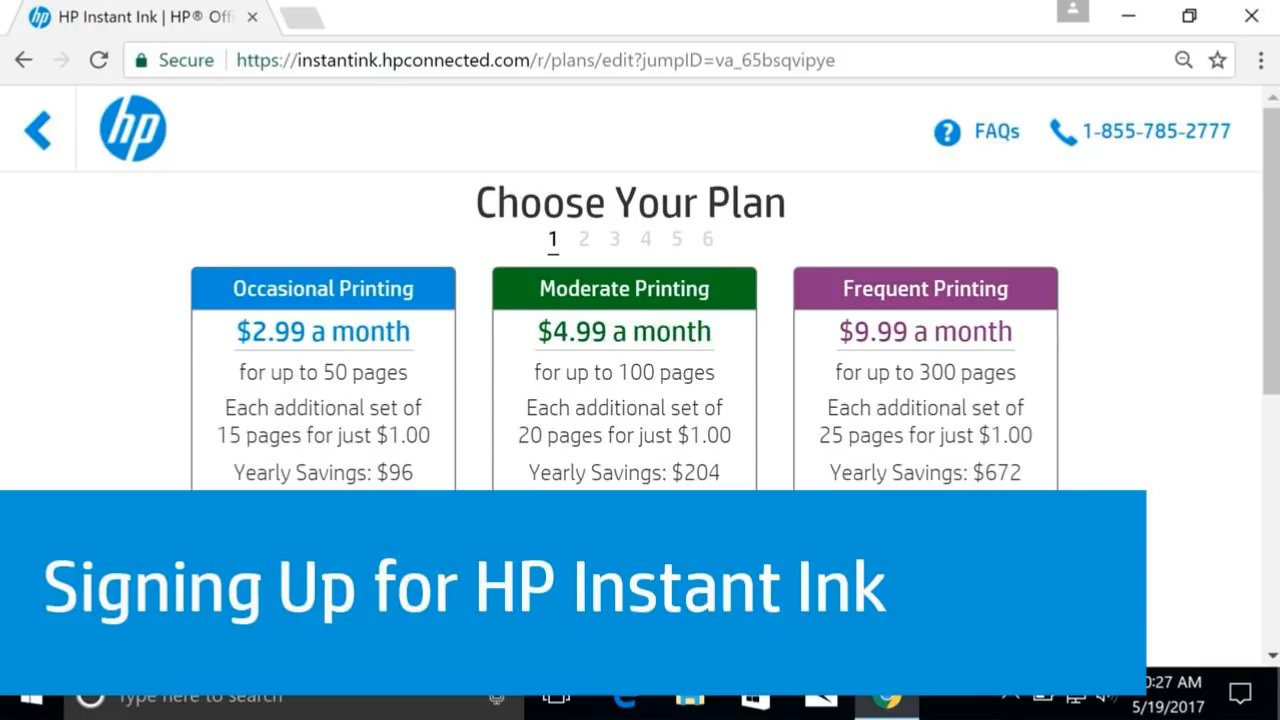 HP Instant Ink | HP® Offi
Secure https://instantink.hpconnected.com/r/plans/edit?jumpID=va_65bsqvipye
hp
FAQs 1-855-785-2777
Choose Your Plan
1 2 3 4 5 6
Occasional Printing
$2.99 a month
for up to 50 pages
Each additional set of
15 pages for just $1.00
Yearly Savings: $96
Moderate Printing
$4.99 a month
for up to 100 pages
Each additional set of
20 pages for just $1.00
Yearly Savings: $204
Frequent Printing
$9.99 a month
for up to 300 pages
Each additional set of
25 pages for just $1.00
Yearly Savings: $672
Signing Up for HP Instant Ink
Type here to search
0:27 AM
5/19/2017